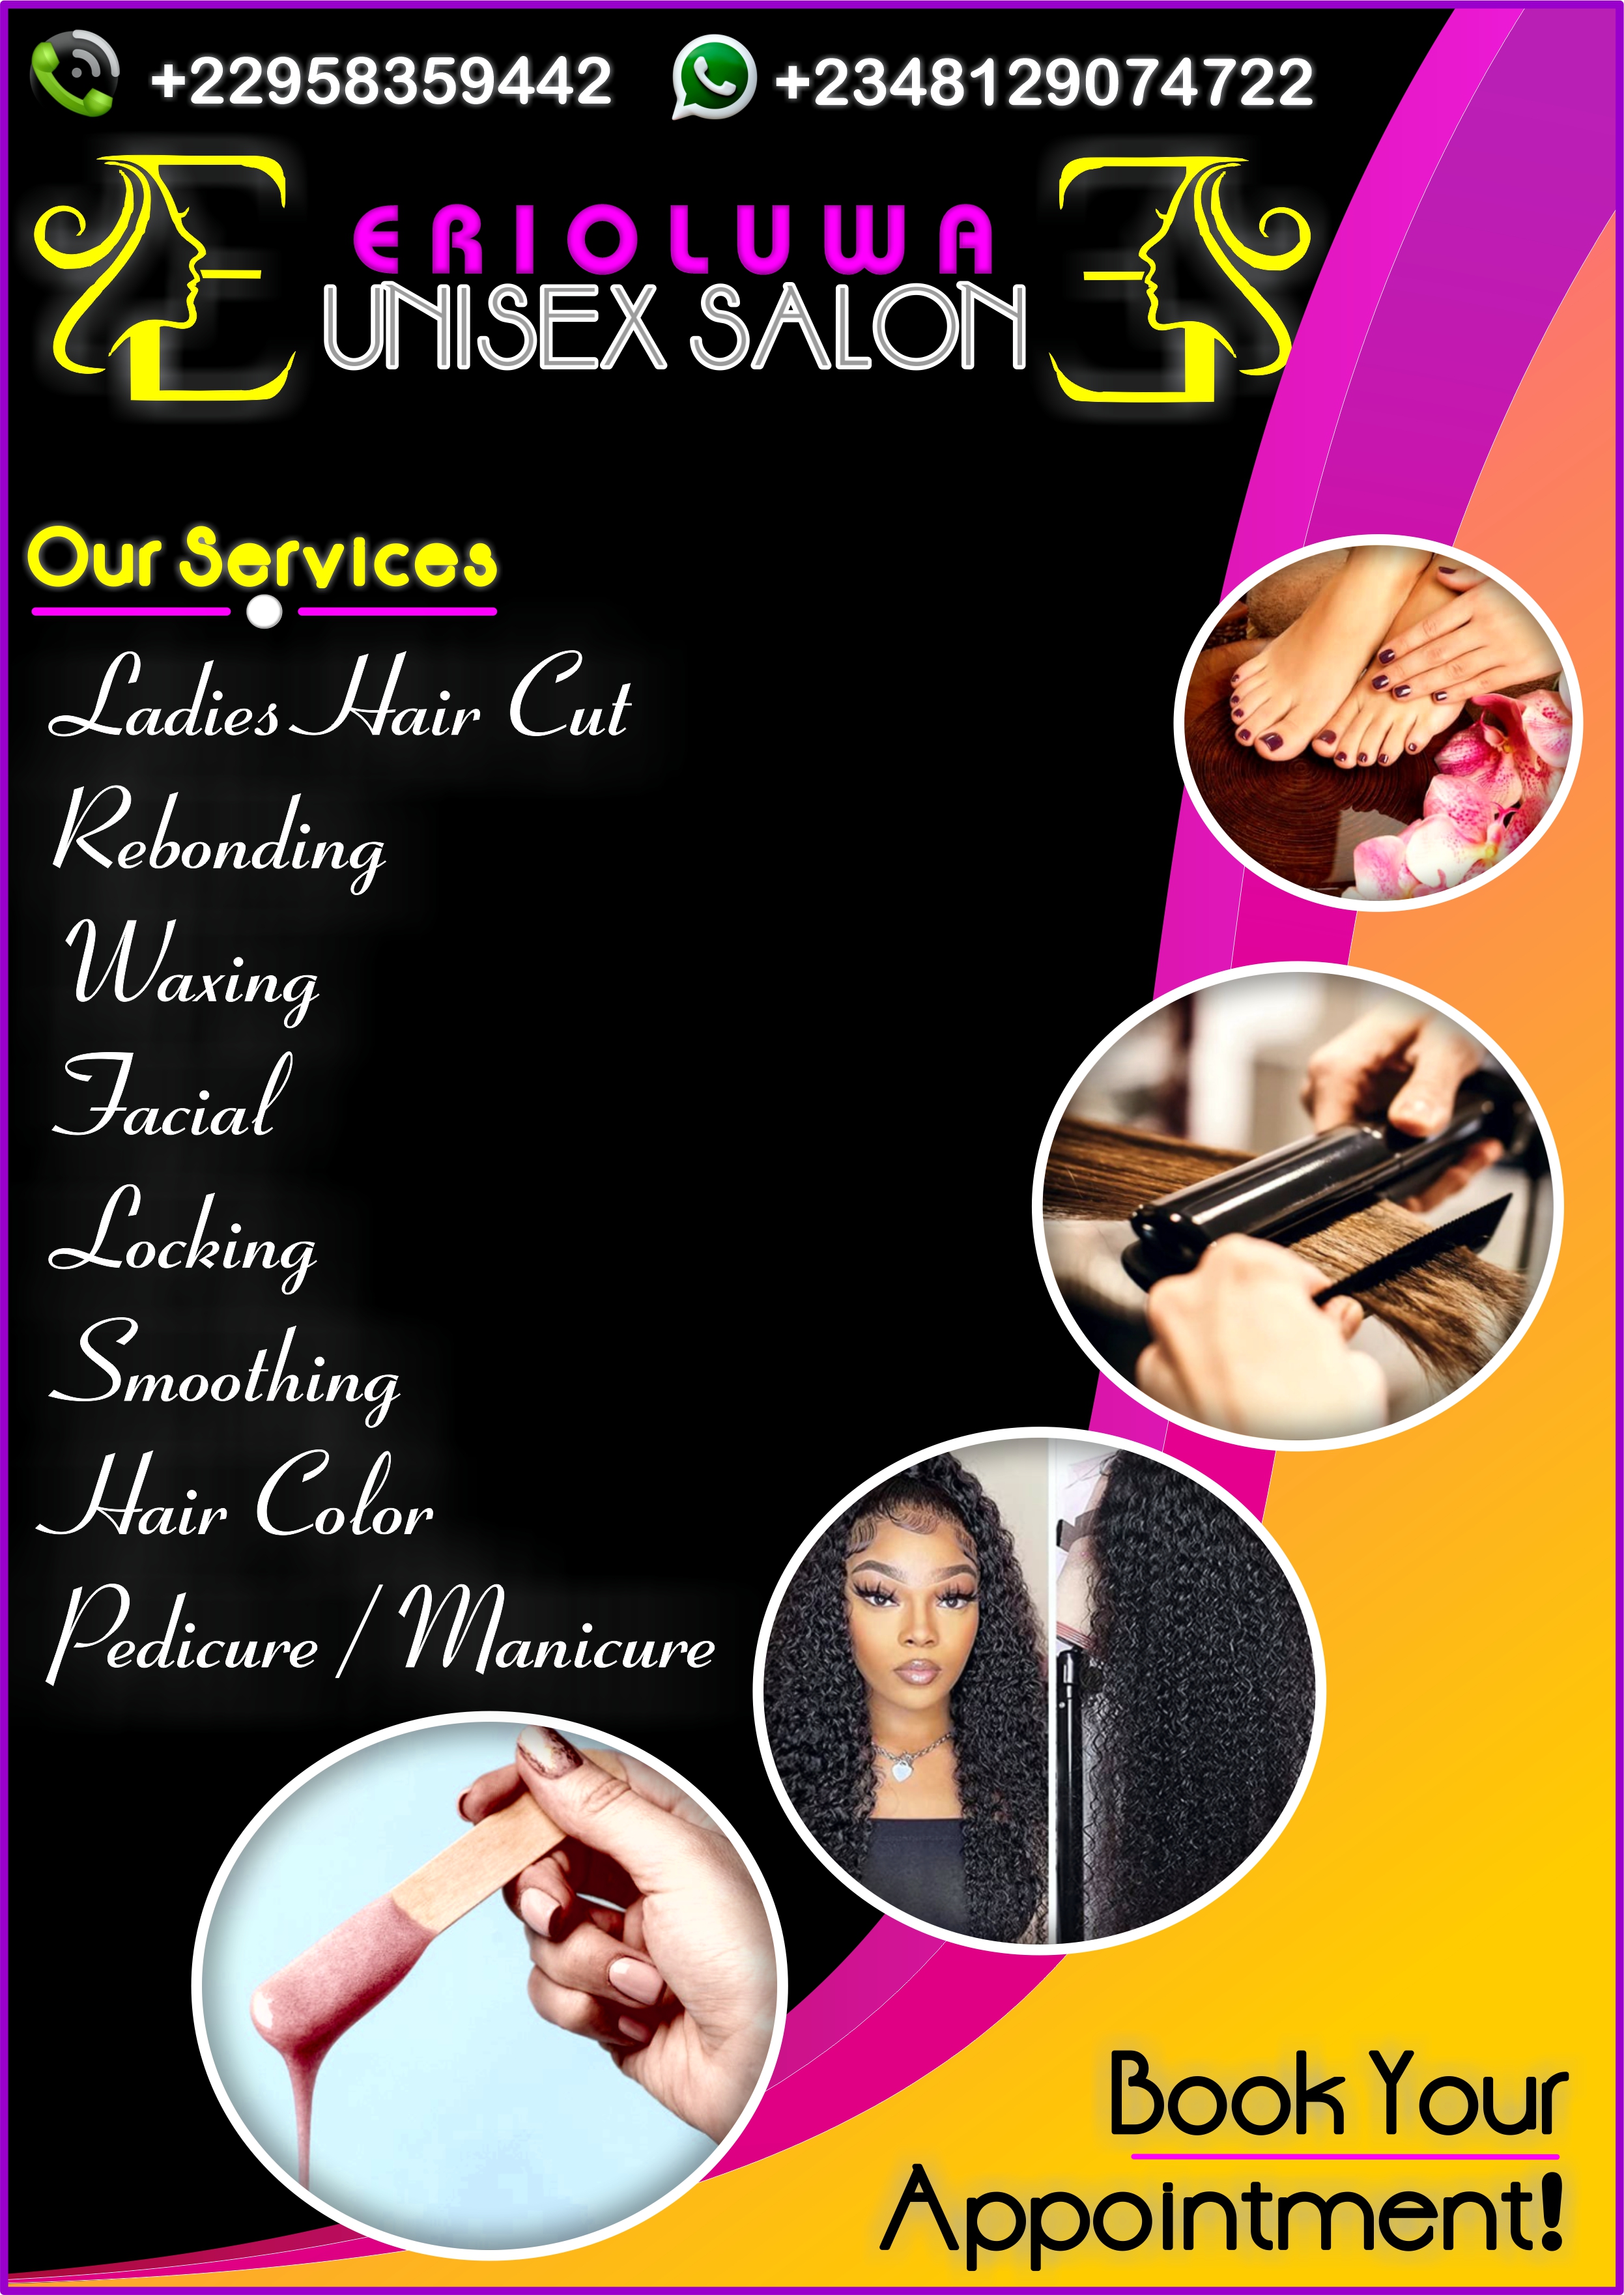 +22958359442 +2348129074722
ERIOLUWA
UNISEX SALON
Our Services
Ladies Hair Cut
Rebonding
Waxing
Facial
Locking
Smoothing
Hair Color
Pedicure / Manicure
Book Your
Appointment!